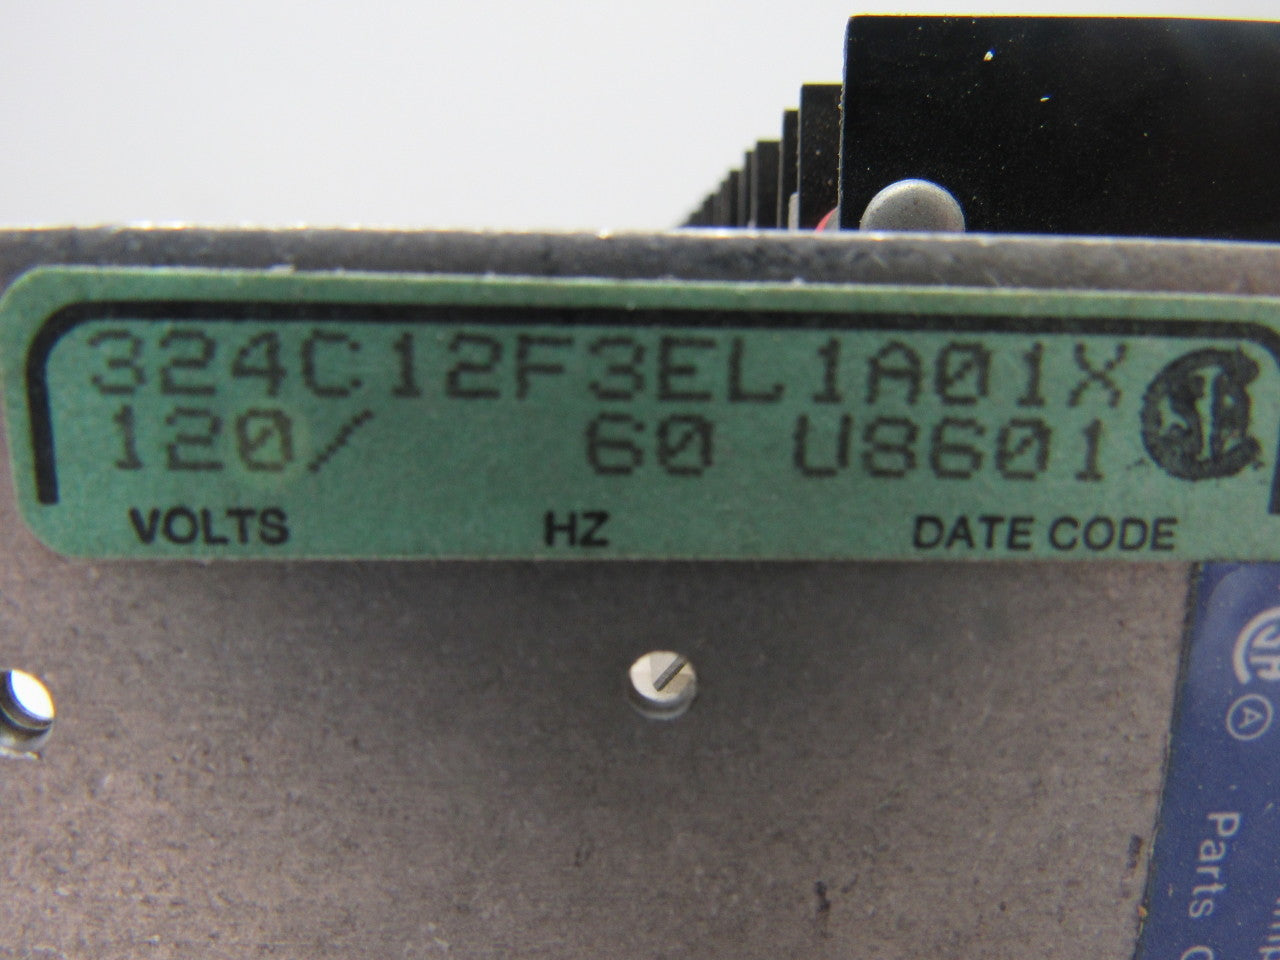 324C12F3EL1A01X
120/ 60 U8601
VOLTS HZ DATE CODE
Parts